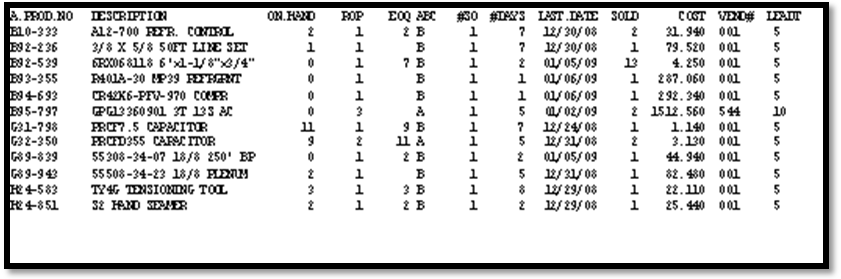 A.PROD.NO DESCRIPTION ON.HAND ROP EOQ ABC #SO #DAYS LAST.DATE SOLD COST VEND# LEADT
B10-333 A12-700 REFR. CONTROL 2 1 2 B 1 7 12/30/08 2 31.940 001 5
B92-236 3/8 X 5/8 50FT LINE SET 1 1 B 1 7 12/30/08 1 79.520 001 5
B92-539 6RX068118 6'x1-1/8"x3/4" 0 1 7 B 1 2 01/05/09 13 4.250 001 5
B93-355 R401A-30 MP39 REFRGRNT 0 1 B 1 1 01/06/09 1 287.060 001 5
B94-693 CR42K6-PFV-970 COMPR 0 1 B 1 1 01/06/09 1 292.340 001 5
B95-797 GPG13360901 3T 13S AC 0 3 A 1 5 01/02/09 2 1512.560 544 10
G31-798 PRCF7.5 CAPACITOR 11 1 9 B 1 7 12/24/08 1 1.140 001 5
G32-350 PRCFD355 CAPACITOR 9 2 11 A 1 5 12/31/08 2 3.130 001 5
G89-839 55308-34-07 18/8 250' BP 0 1 2 B 1 2 01/05/09 1 44.940 001 5
G89-943 55508-34-23 18/8 PLENUM 2 1 B 1 5 12/31/08 1 82.480 001 5
H24-583 TY4G TENSIONING TOOL 3 1 3 B 1 8 12/29/08 1 22.110 001 5
H24-851 S2 HAND SEAMER 2 1 2 B 1 2 12/29/08 1 25.440 001 5